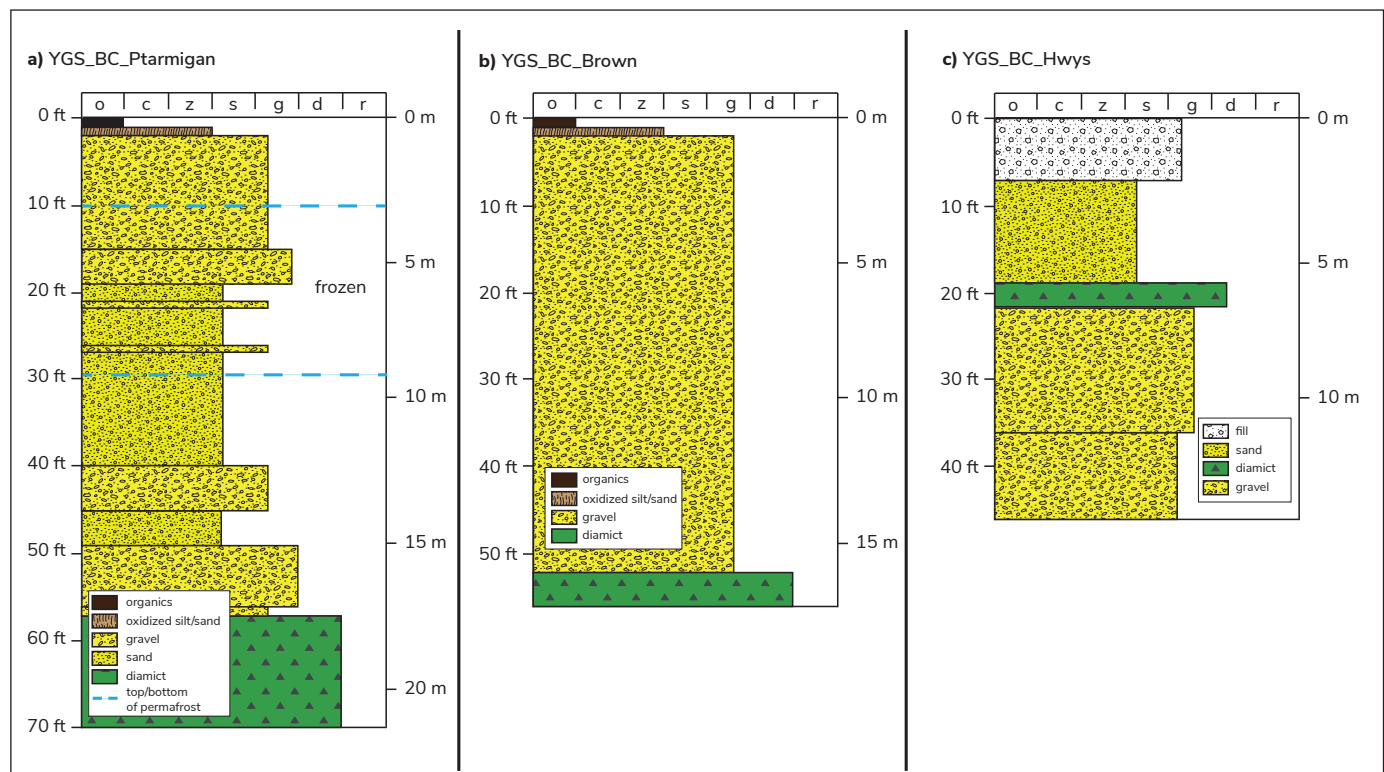 a) YGS_BC_Ptarmigan
o c z s g d r
0 ft
10 ft
20 ft
30 ft
40 ft
50 ft
60 ft
70 ft
0 m
5 m
10 m
15 m
20 m
frozen
organics
oxidized silt/sand
gravel
sand
diamict
top/bottom
of permafrost
b) YGS_BC_Brown
o c z s g d r
0 ft
10 ft
20 ft
30 ft
40 ft
50 ft
0 m
5 m
10 m
15 m
organics
oxidized silt/sand
gravel
diamict
c) YGS_BC_Hwys
o c z s g d r
0 ft
10 ft
20 ft
30 ft
40 ft
0 m
5 m
10 m
fill
sand
diamict
gravel